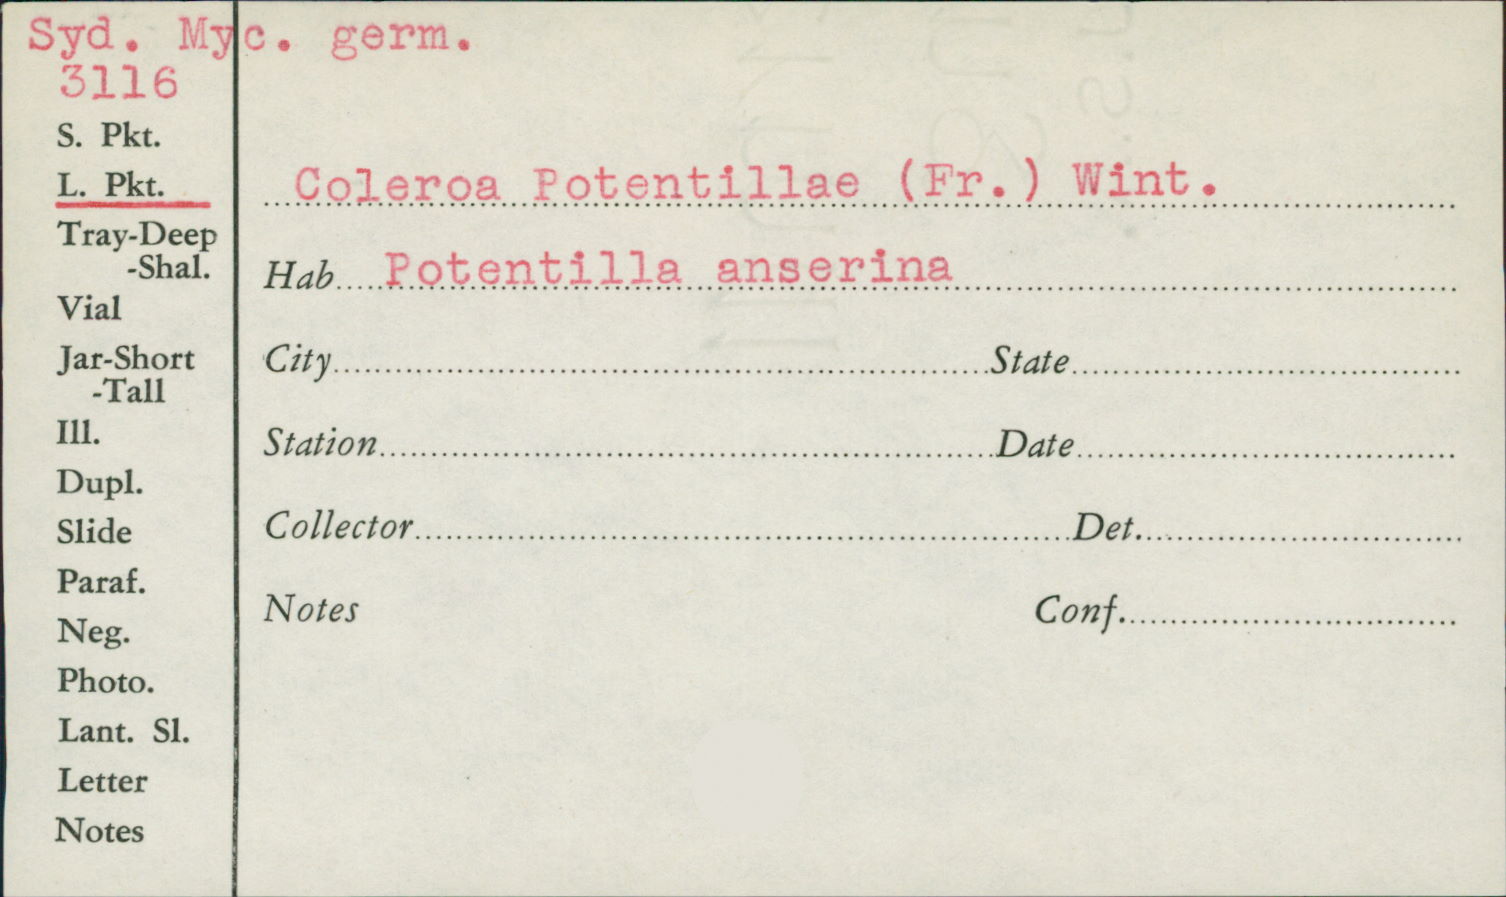 Syd. Myc. germ.
3116
S. Pkt.
L. Pkt.
Tray-Deep
-Shal.
Vial
Jar-Short
-Tall
Ill.
Dupl.
Slide
Paraf.
Neg.
Photo.
Lant. Sl.
Letter
Notes
Coleroa Potentillae (Fr.) Wint.
Hab. Potentilla anserina
City State
Station Date
Collector Det.
Notes Conf.